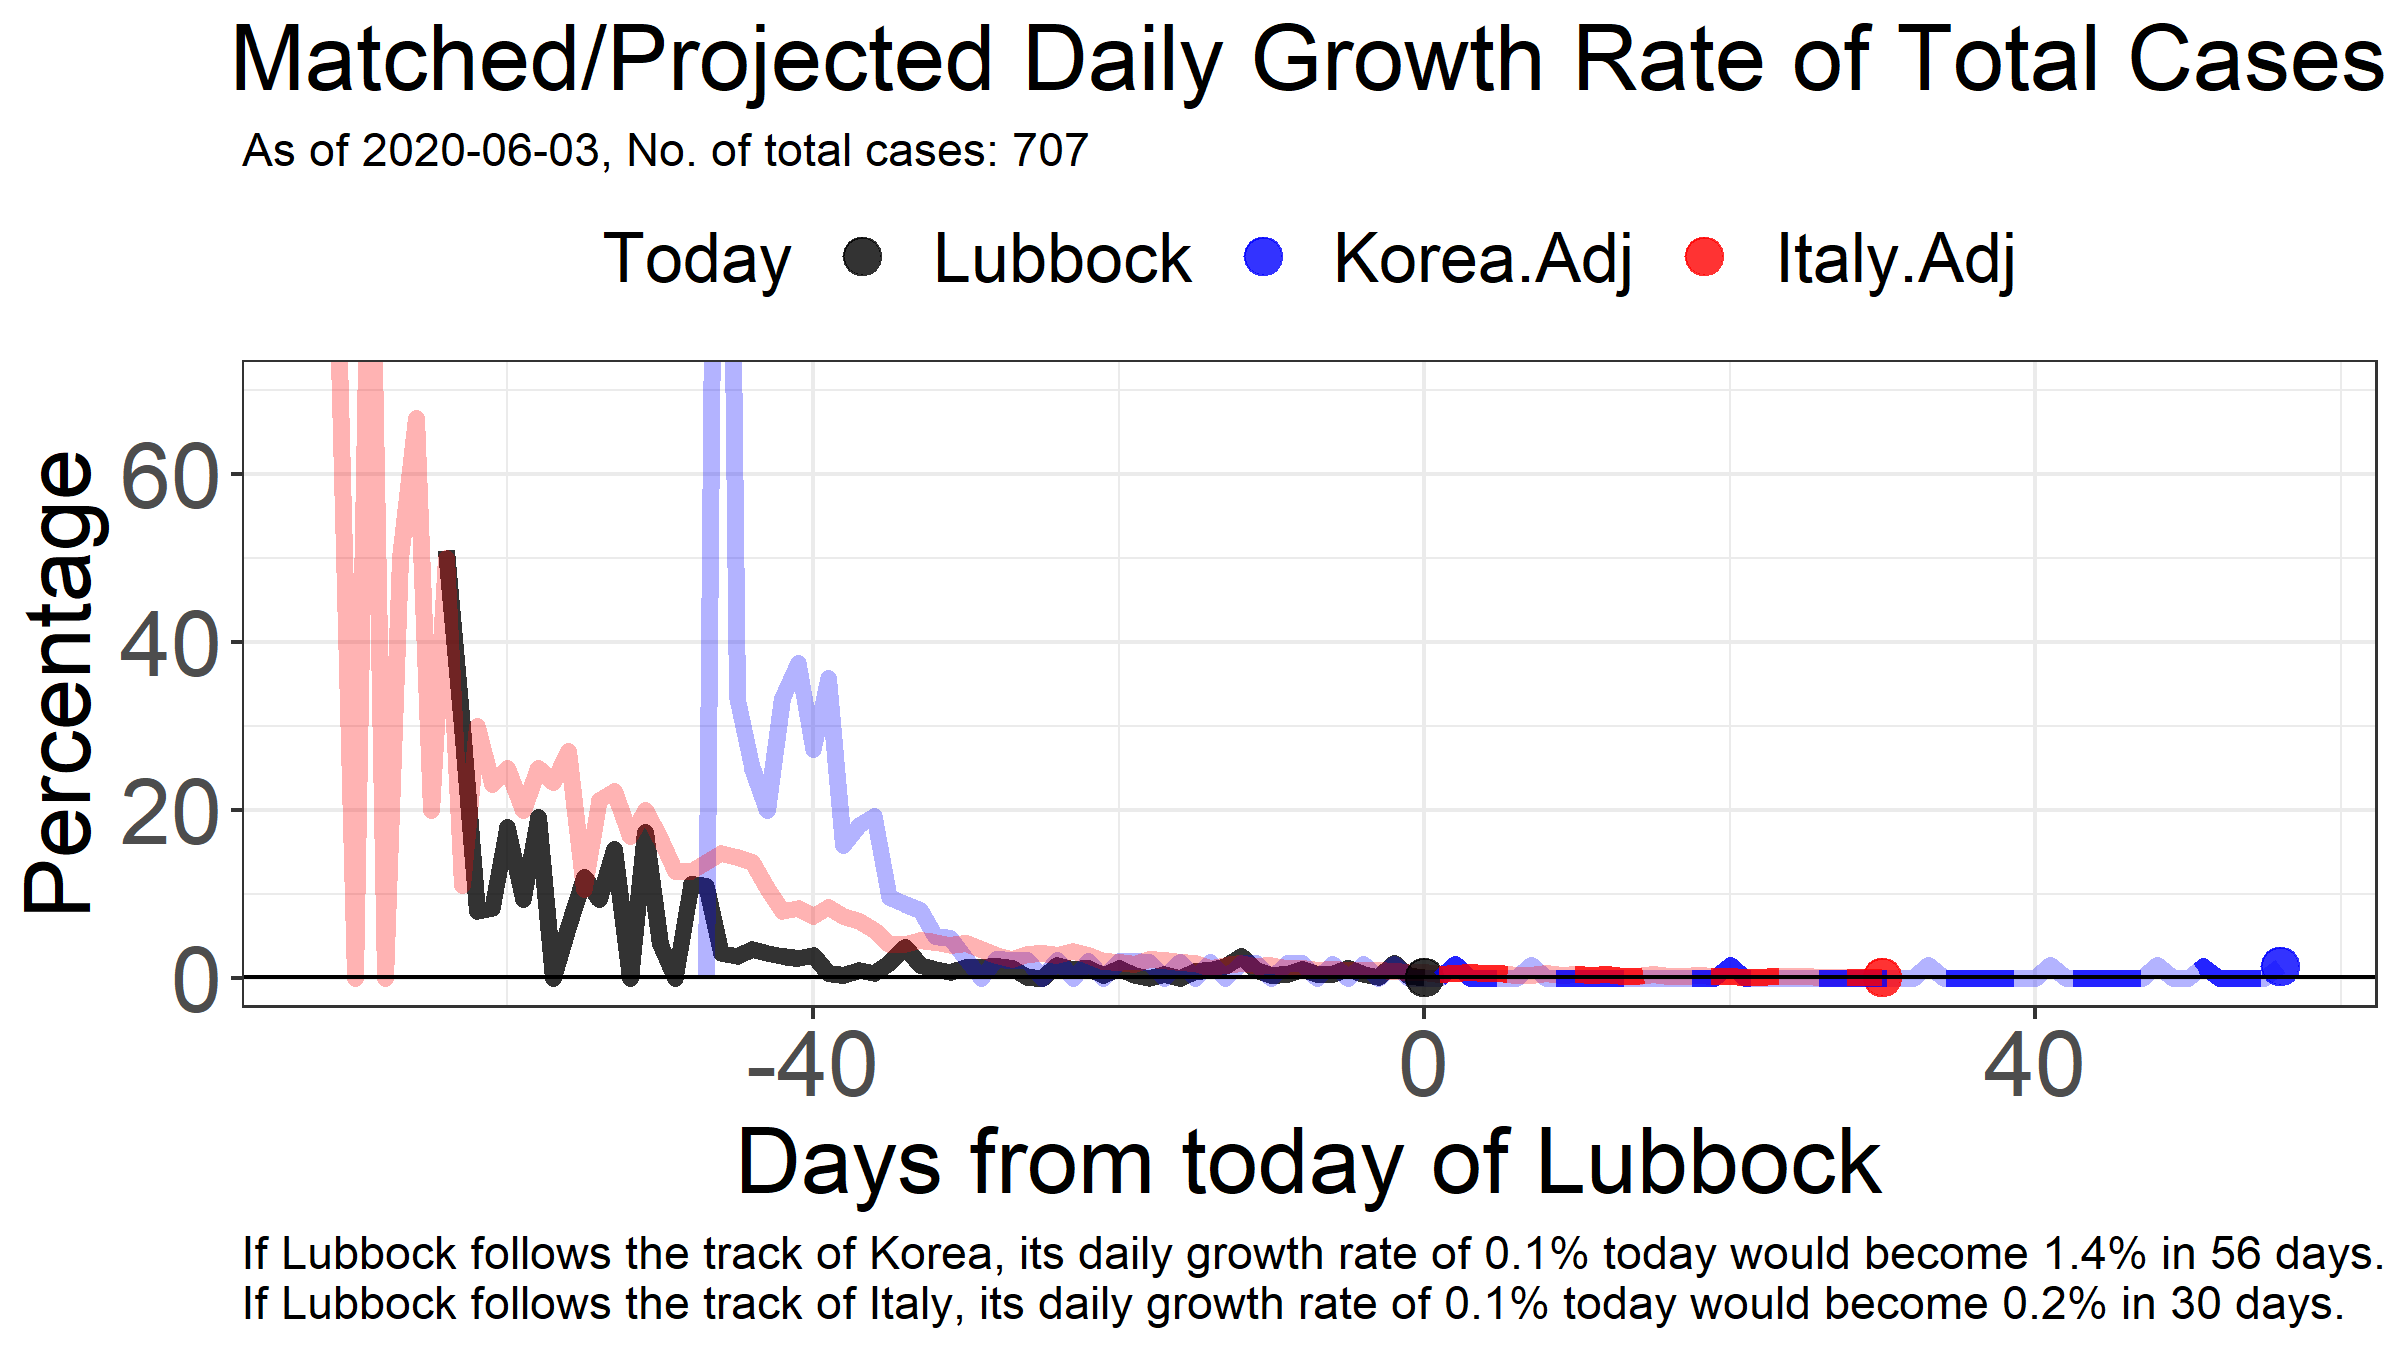 Matched/Projected Daily Growth Rate of Total Cases
As of 2020-06-03, No. of total cases: 707
Today Lubbock Korea.Adj Italy.Adj
Percentage
60
40
20
0
-40 0 40
Days from today of Lubbock
If Lubbock follows the track of Korea, its daily growth rate of 0.1% today would become 1.4% in 56 days.
If Lubbock follows the track of Italy, its daily growth rate of 0.1% today would become 0.2% in 30 days.